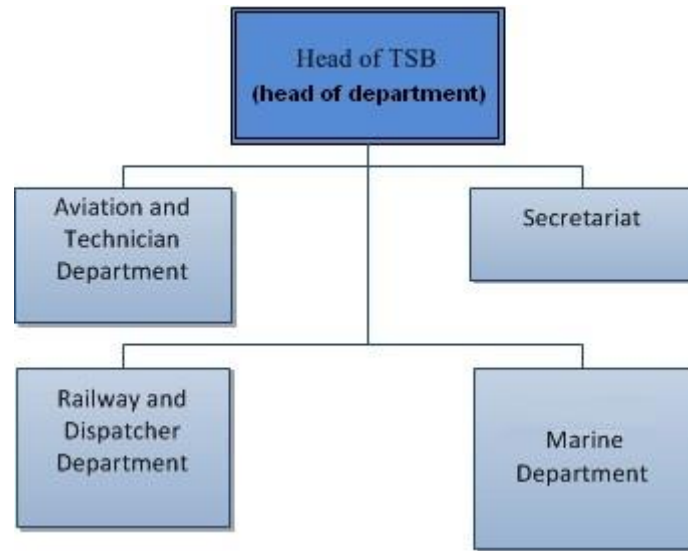 Head of TSB
(head of department)
Aviation and
Technician
Department
Secretariat
Railway and
Dispatcher
Department
Marine
Department